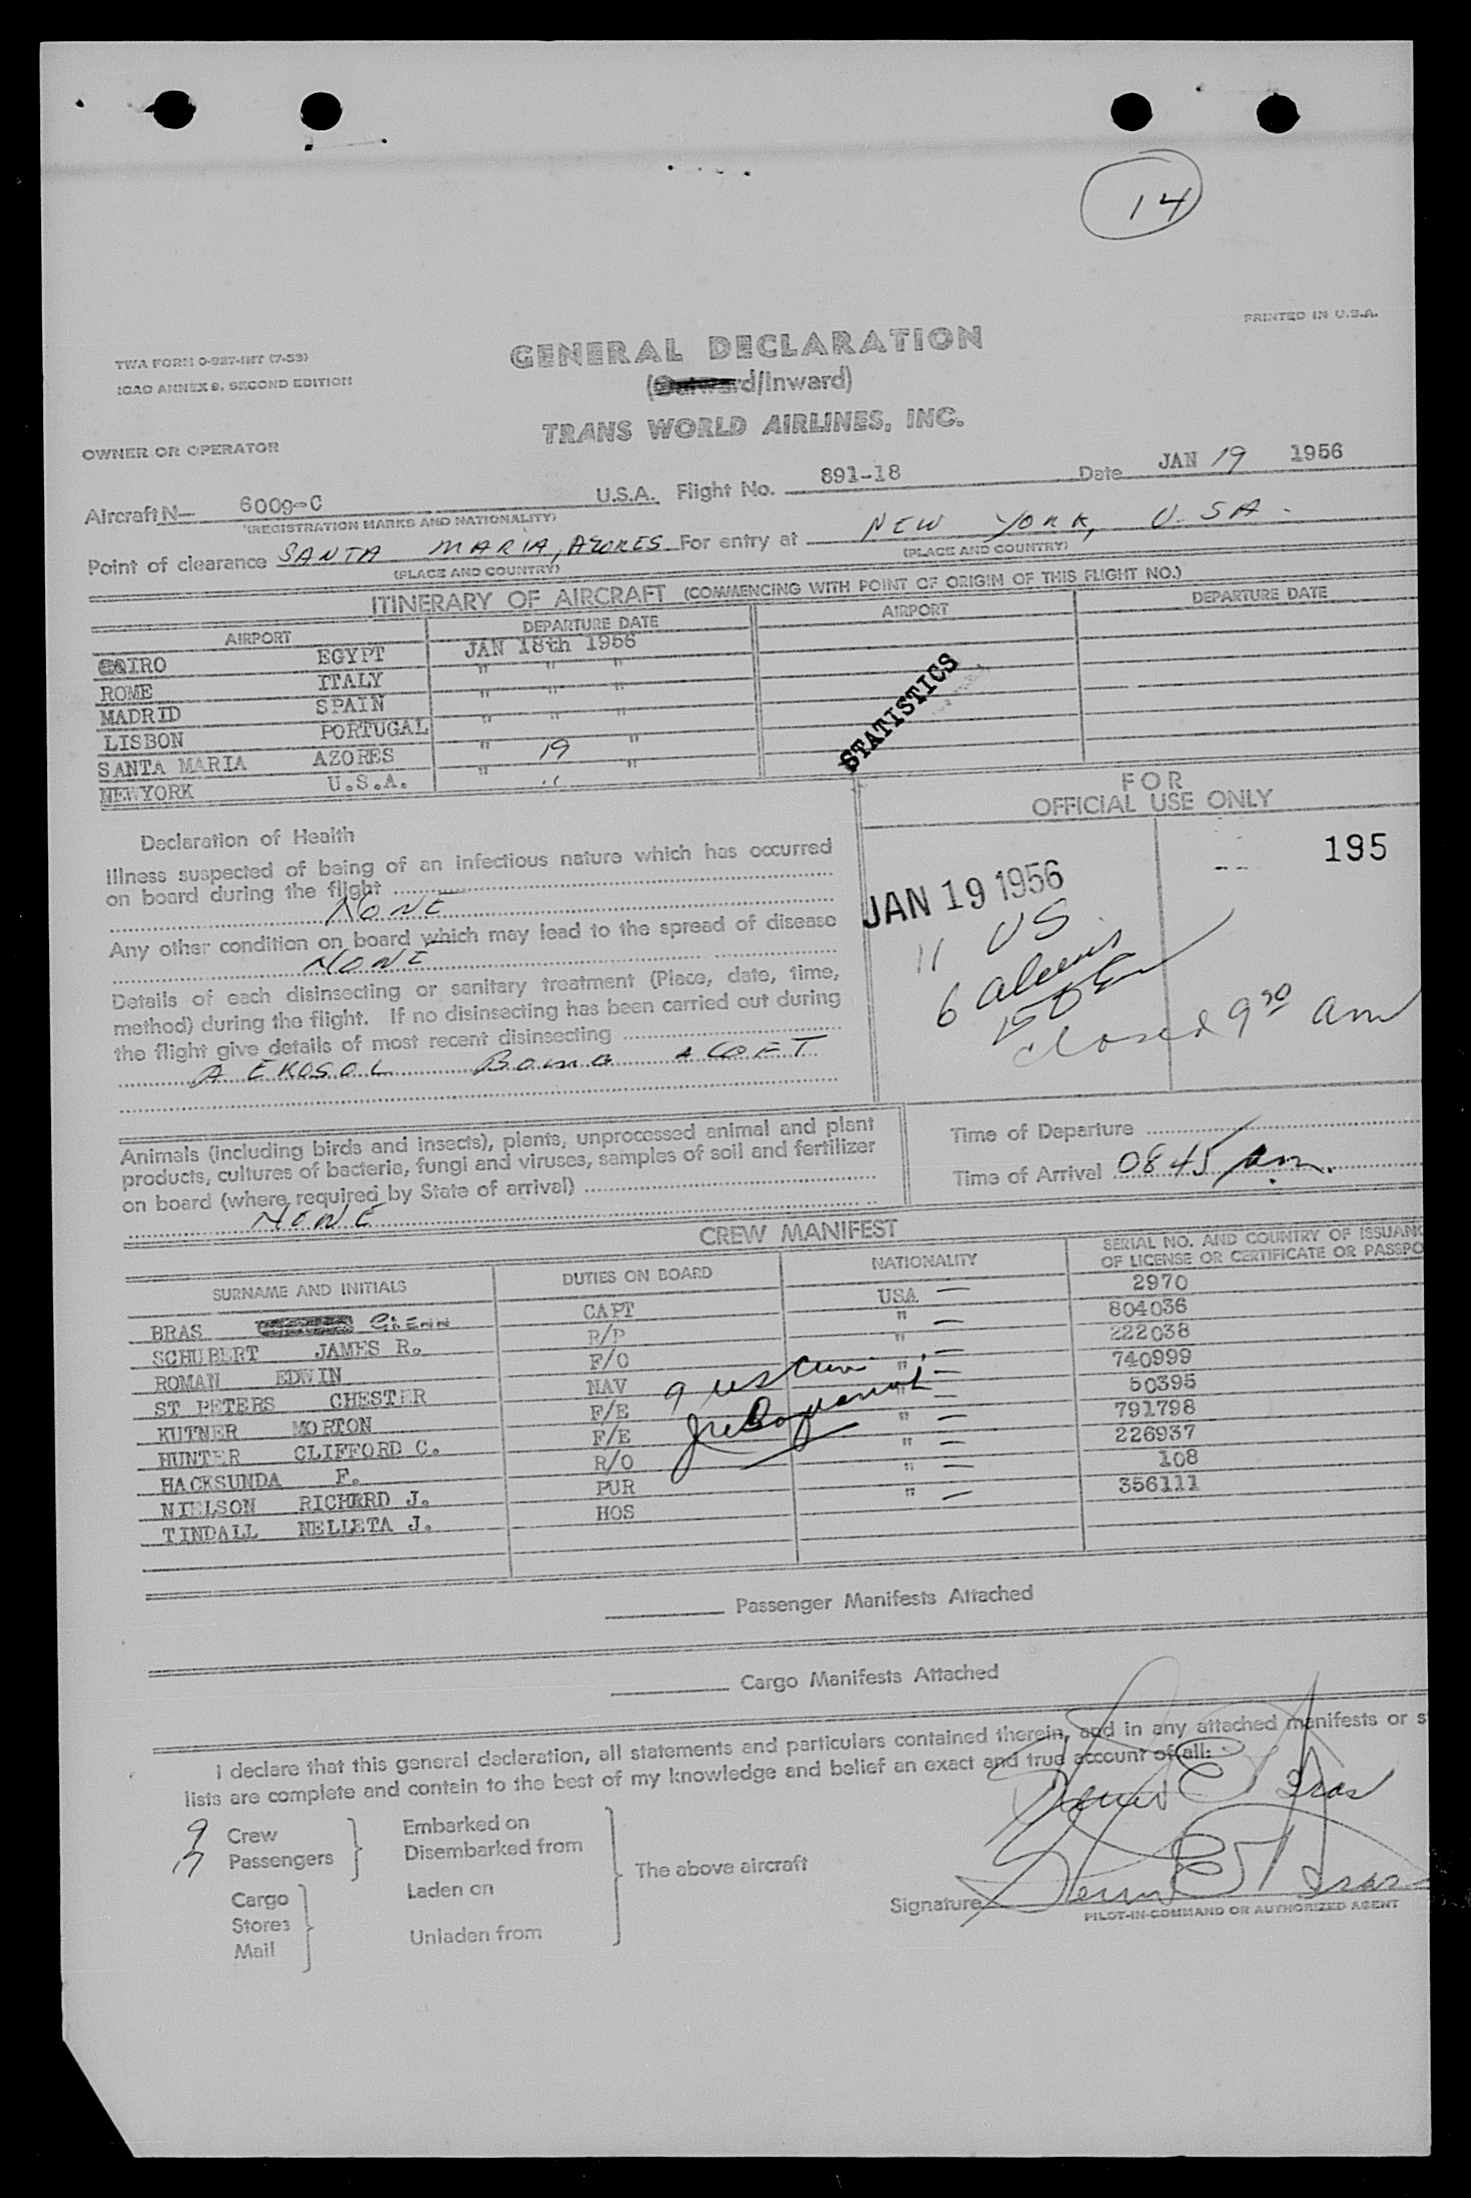 14
PRINTED IN U.S.A.
TWA FORM O-927-INT (7-53)
ICAO ANNEX 9, SECOND EDITION
GENERAL DECLARATION
(Outward/Inward)
TRANS WORLD AIRLINES, INC.
OWNER OR OPERATOR
Aircraft N- 6009-C U.S.A. Flight No. 891-18 Date JAN 19 1956
(REGISTRATION MARKS AND NATIONALITY)
Point of clearance SANTA MARIA, AZORES For entry at NEW YORK, U.SA.
(PLACE AND COUNTRY) (PLACE AND COUNTRY)
ITINERARY OF AIRCRAFT (COMMENCING WITH POINT OF ORIGIN OF THIS FLIGHT NO.)
AIRPORT DEPARTURE DATE AIRPORT DEPARTURE DATE
CAIRO EGYPT JAN 18th 1956
ROME ITALY " " "
MADRID SPAIN " " "
LISBON PORTUGAL " " "
SANTA MARIA AZORES " 19 "
NEWYORK U.S.A. " " "
STATISTICS
FOR
OFFICIAL USE ONLY
195
JAN 19 1956
11 US
6 aliens
closed 9 30 am
Declaration of Health
Illness suspected of being of an infectious nature which has occurred
on board during the flight
NONE
Any other condition on board which may lead to the spread of disease
NONE
Details of each disinsecting or sanitary treatment (Place, date, time,
method) during the flight. If no disinsecting has been carried out during
the flight give details of most recent disinsecting
AEROSOL BOMB
Animals (including birds and insects), plants, unprocessed animal and plant
products, cultures of bacteria, fungi and viruses, samples of soil and fertilizer
on board (where required by State of arrival)
NONE
Time of Departure
Time of Arrival 0845 am.
CREW MANIFEST
SURNAME AND INITIALS DUTIES ON BOARD NATIONALITY SERIAL NO. AND COUNTRY OF ISSUANC
OF LICENSE OR CERTIFICATE OR PASSPO
BRAS GLENN CAPT USA 2970
SCHUBERT JAMES R. R/P " 804036
ROMAN EDWIN F/O " 222038
ST PETERS CHESTER NAV " 740999
KUTNER MORTON F/E " 50395
HUNTER CLIFFORD C. F/E " 791798
HACKSUNDA F. R/O " 226937
NIELSON RICHARD J. PUR " 108
TINDALL NELLETA J. HOS " 356111
9 us
Passenger Manifests Attached
Cargo Manifests Attached
I declare that this general declaration, all statements and particulars contained therein, and in any attached manifests or s
lists are complete and contain to the best of my knowledge and belief an exact and true account of all:
9 Crew
17 Passengers
Embarked on
Disembarked from
Cargo
Stores
Mail
Laden on
Unladen from
The above aircraft
Signature
PILOT-IN-COMMAND OR AUTHORIZED AGENT